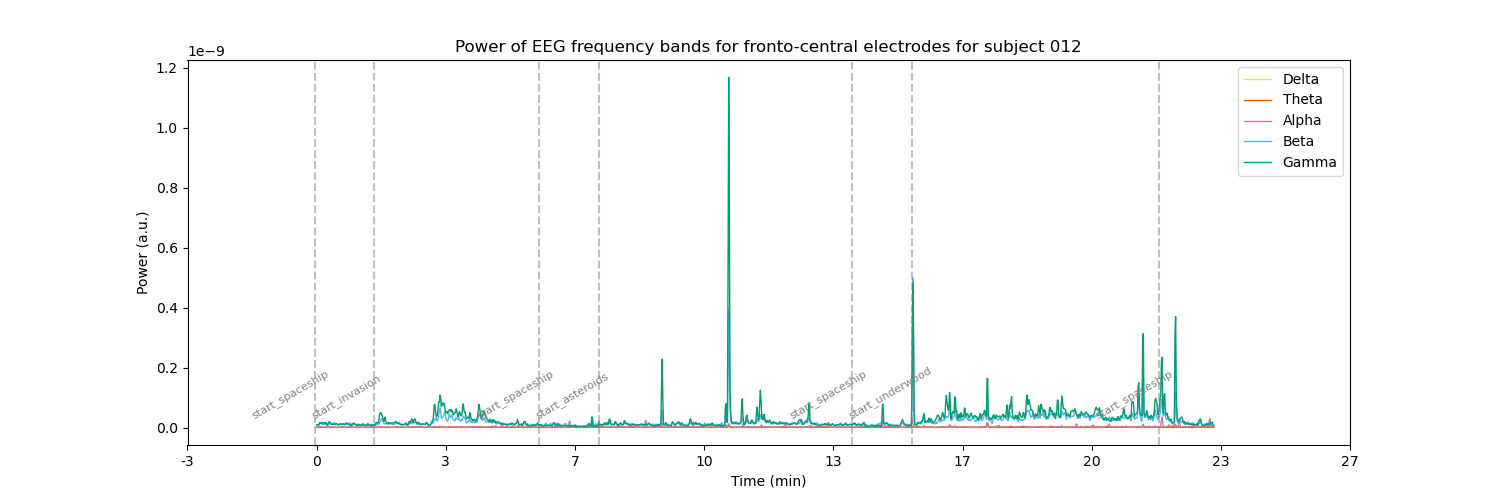 Power of EEG frequency bands for fronto-central electrodes for subject 012
1e−9
1.2
1.0
0.8
0.6
0.4
0.2
0.0
Power (a.u.)
Delta
Theta
Alpha
Beta
Gamma
start_spaceship
start_invasion
start_spaceship
start_asteroids
start_spaceship
start_underwood
start_spaceship
-3 0 3 7 10 13 17 20 23 27
Time (min)